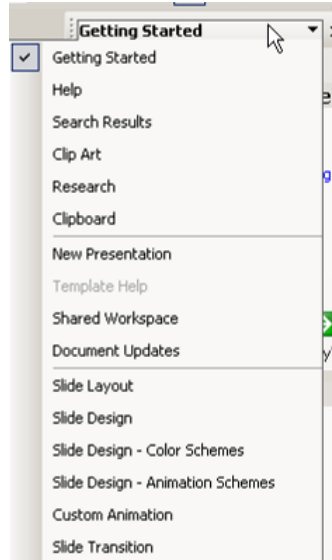 Getting Started
Getting Started
Help
Search Results
Clip Art
Research
Clipboard
New Presentation
Template Help
Shared Workspace
Document Updates
Slide Layout
Slide Design
Slide Design - Color Schemes
Slide Design - Animation Schemes
Custom Animation
Slide Transition